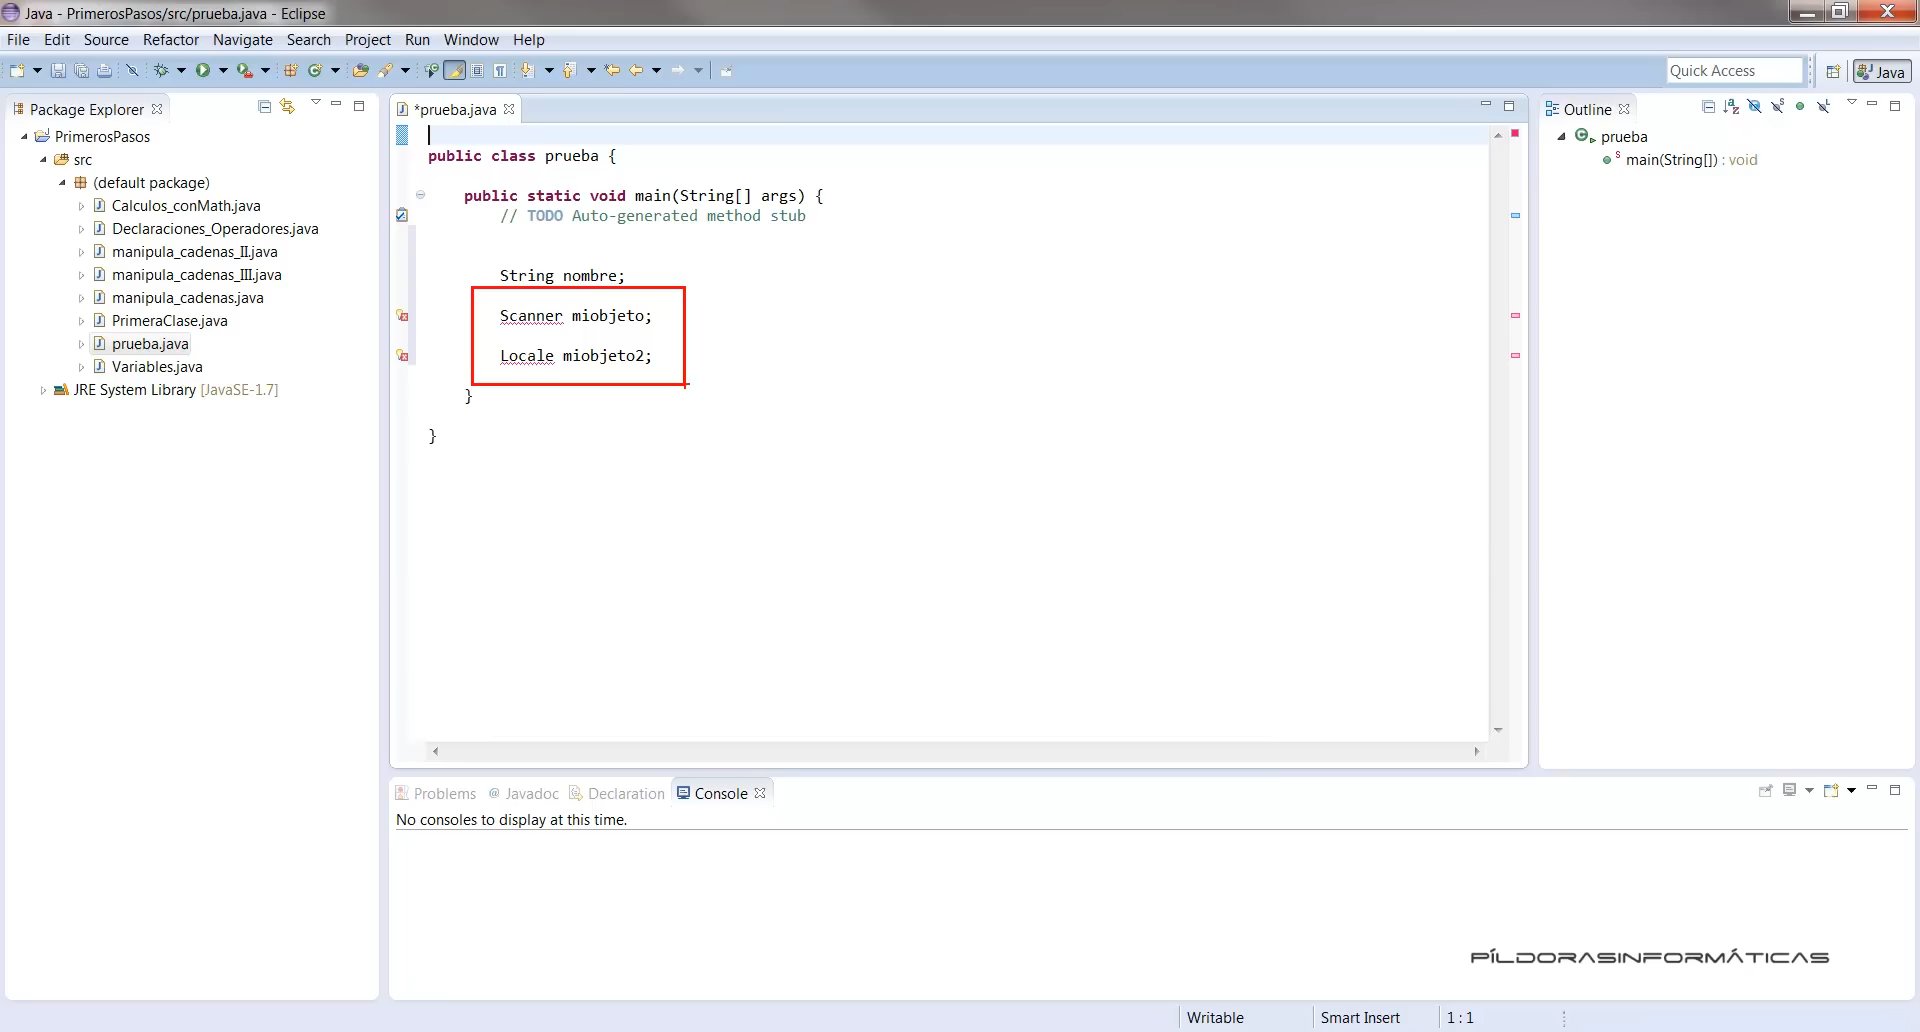 Java - PrimerosPasos/src/prueba.java - Eclipse
File Edit Source Refactor Navigate Search Project Run Window Help
Quick Access
Java
Package Explorer
PrimerosPasos
src
(default package)
Calculos_conMath.java
Declaraciones_Operadores.java
manipula_cadenas_II.java
manipula_cadenas_III.java
manipula_cadenas.java
PrimeraClase.java
prueba.java
Variables.java
JRE System Library [JavaSE-1.7]
*prueba.java
public class prueba {
public static void main(String[] args) {
// TODO Auto-generated method stub
String nombre;
Scanner miobjeto;
Locale miobjeto2;
}
}
Outline
prueba
main(String[]) : void
Problems @ Javadoc Declaration Console
No consoles to display at this time.
PÍLDORASINFORMÁTICAS
Writable Smart Insert 1 : 1